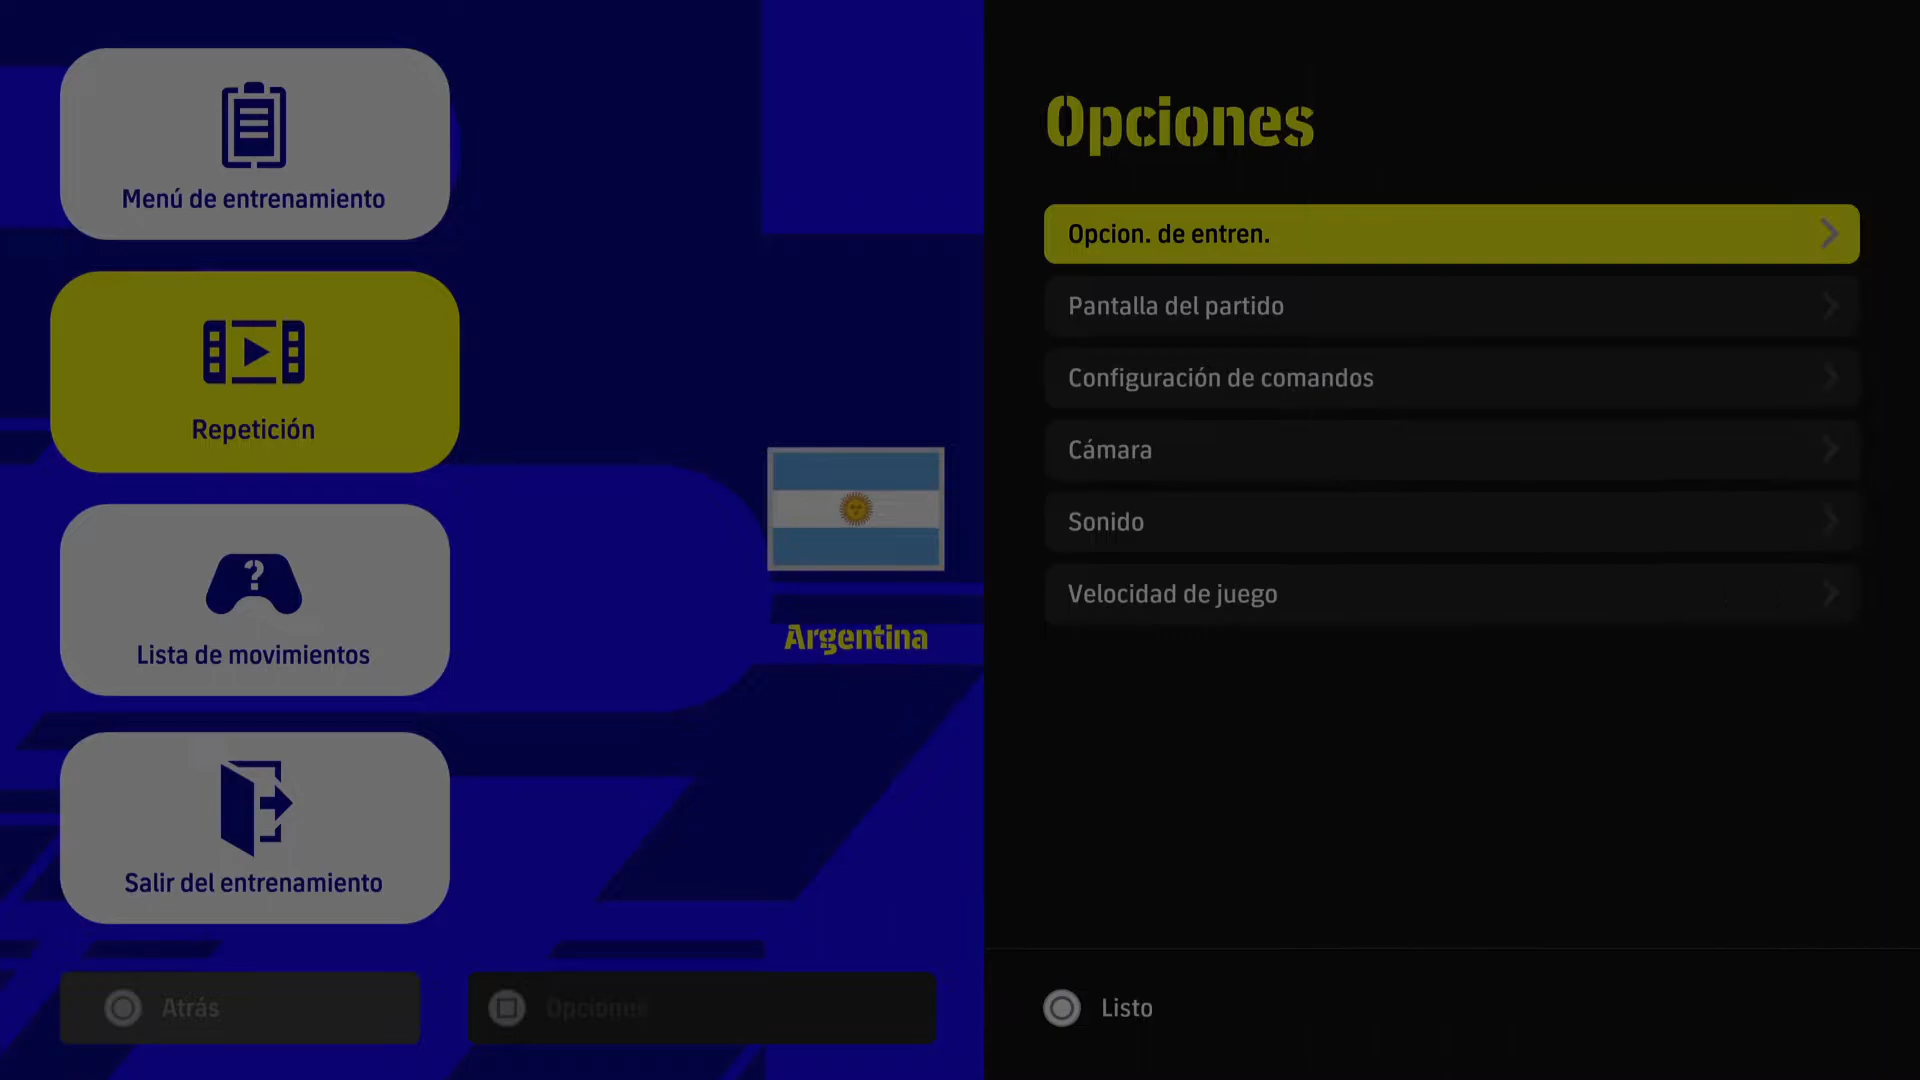 Menú de entrenamiento
Repetición
Lista de movimientos
Salir del entrenamiento
Argentina
Atrás
Opciones
Opciones
Opcion. de entren.
Pantalla del partido
Configuración de comandos
Cámara
Sonido
Velocidad de juego
Listo